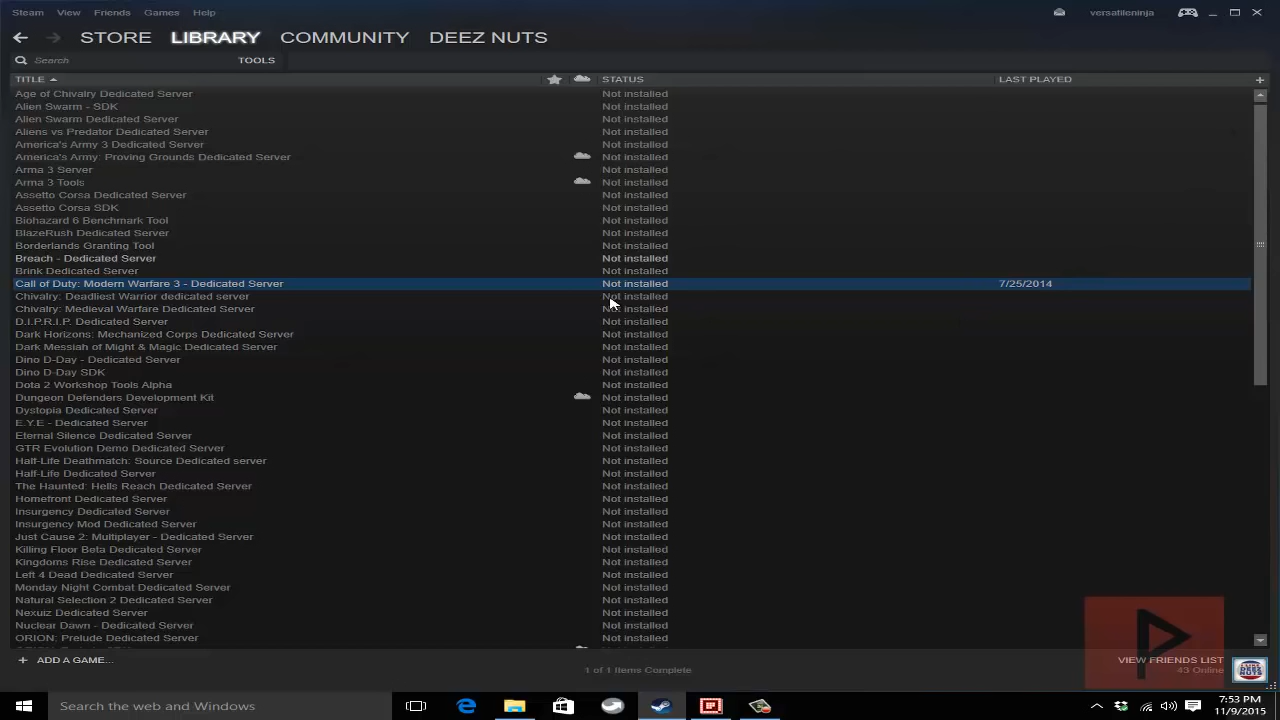 Steam View Friends Games Help versatileninja
STORE LIBRARY COMMUNITY DEEZ NUTS
Search TOOLS
TITLE STATUS LAST PLAYED
Age of Chivalry Dedicated Server Not installed
Alien Swarm - SDK Not installed
Alien Swarm Dedicated Server Not installed
Aliens vs Predator Dedicated Server Not installed
America's Army 3 Dedicated Server Not installed
America's Army: Proving Grounds Dedicated Server Not installed
Arma 3 Server Not installed
Arma 3 Tools Not installed
Assetto Corsa Dedicated Server Not installed
Assetto Corsa SDK Not installed
Biohazard 6 Benchmark Tool Not installed
BlazeRush Dedicated Server Not installed
Borderlands Granting Tool Not installed
Breach - Dedicated Server Not installed
Brink Dedicated Server Not installed
Call of Duty: Modern Warfare 3 - Dedicated Server Not installed 7/25/2014
Chivalry: Deadliest Warrior dedicated server Not installed
Chivalry: Medieval Warfare Dedicated Server Not installed
D.I.P.R.I.P. Dedicated Server Not installed
Dark Horizons: Mechanized Corps Dedicated Server Not installed
Dark Messiah of Might & Magic Dedicated Server Not installed
Dino D-Day - Dedicated Server Not installed
Dino D-Day SDK Not installed
Dota 2 Workshop Tools Alpha Not installed
Dungeon Defenders Development Kit Not installed
Dystopia Dedicated Server Not installed
E.Y.E - Dedicated Server Not installed
Eternal Silence Dedicated Server Not installed
GTR Evolution Demo Dedicated Server Not installed
Half-Life Deathmatch: Source Dedicated server Not installed
Half-Life Dedicated Server Not installed
The Haunted: Hells Reach Dedicated Server Not installed
Homefront Dedicated Server Not installed
Insurgency Dedicated Server Not installed
Insurgency Mod Dedicated Server Not installed
Just Cause 2: Multiplayer - Dedicated Server Not installed
Killing Floor Beta Dedicated Server Not installed
Kingdoms Rise Dedicated Server Not installed
Left 4 Dead Dedicated Server Not installed
Monday Night Combat Dedicated Server Not installed
Natural Selection 2 Dedicated Server Not installed
Nexuiz Dedicated Server Not installed
Nuclear Dawn - Dedicated Server Not installed
ORION: Prelude Dedicated Server Not installed
+ ADD A GAME... VIEW FRIENDS LIST
1 of 1 Items Complete 43 Online
Search the web and Windows 7:53 PM
11/9/2015